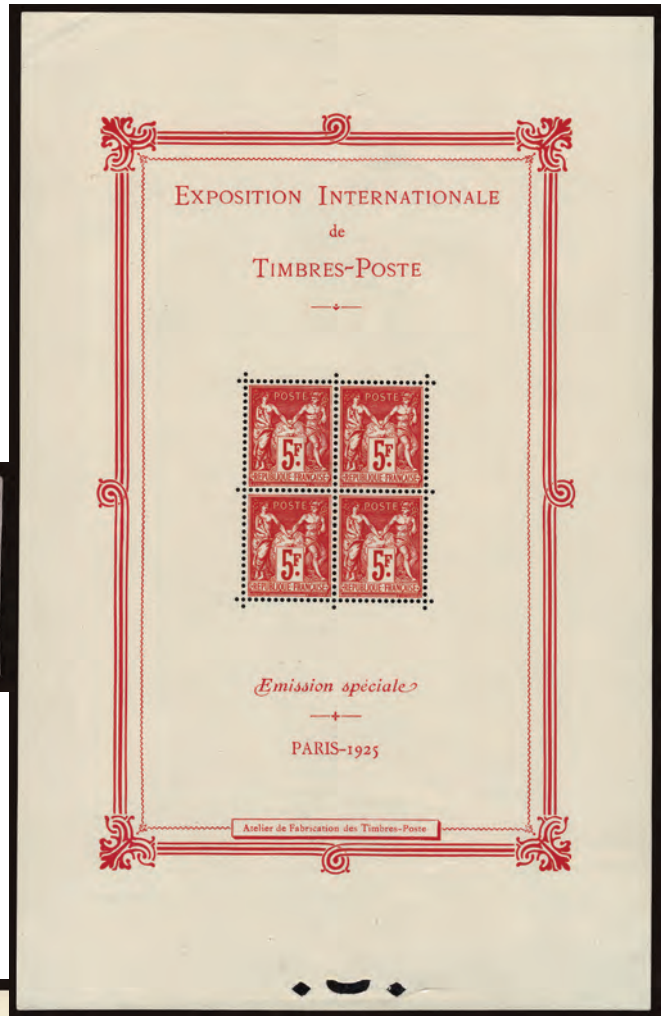 EXPOSITION INTERNATIONALE
de
TIMBRES-POSTE
POSTE POSTE
5F 5F
REPUBLIQUE FRANÇAISE REPUBLIQUE FRANÇAISE
POSTE POSTE
5F 5F
REPUBLIQUE FRANÇAISE REPUBLIQUE FRANÇAISE
Emission spéciale
PARIS-1925
Atelier de Fabrication des Timbres-Poste